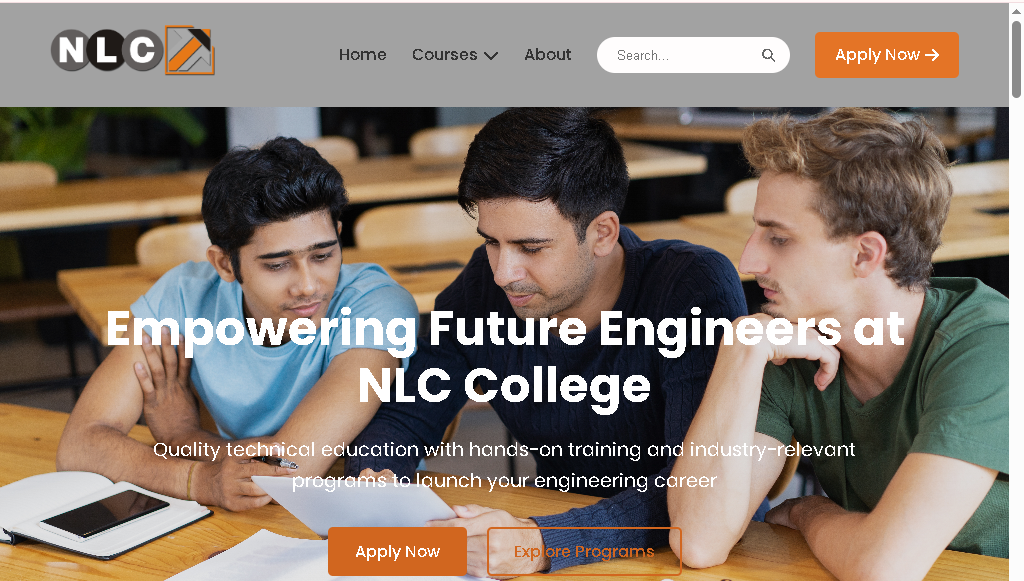 NLC
Home
Courses
About
Search...
Apply Now
Empowering Future Engineers at
NLC College
Quality technical education with hands-on training and industry-relevant
programs to launch your engineering career
Apply Now
Explore Programs